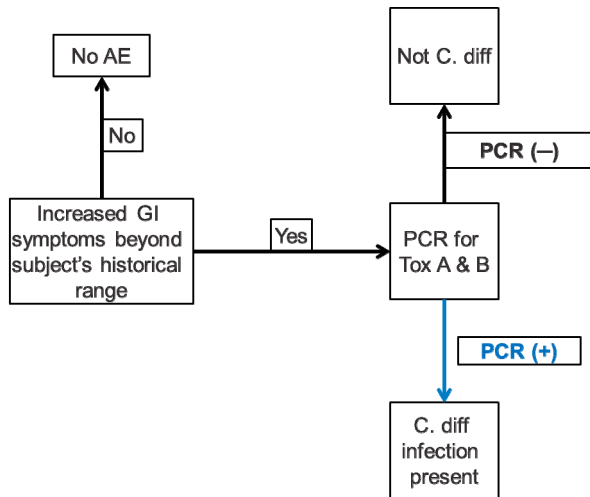 No AE
Not C. diff
No
PCR (—)
Increased GI
symptoms beyond
subject's historical
range
Yes
PCR for
Tox A & B
PCR (+)
C. diff
infection
present